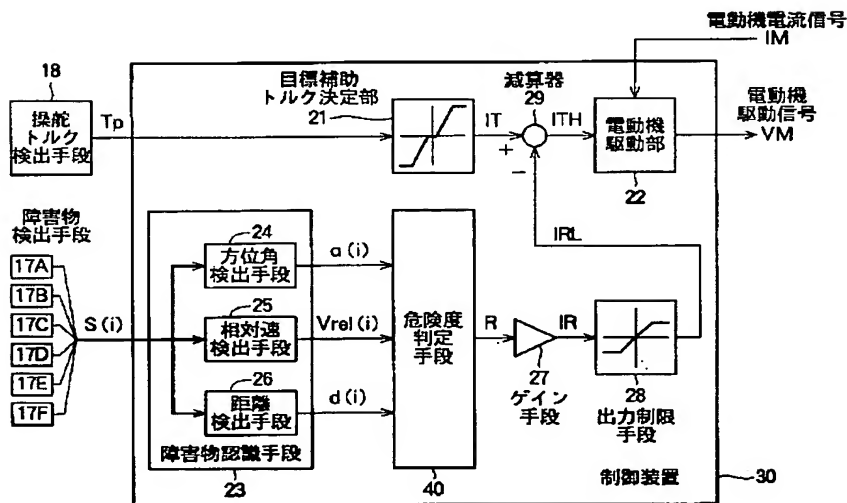 電動機電流信号
IM
18
操舵
トルク
検出手段
Tp
目標補助
トルク決定部
21
IT
+
-
減算器
29
ITH
電動機
駆動部
22
電動機
駆動信号
VM
障害物
検出手段
17A
17B
17C
17D
17E
17F
S(i)
24
方位角
検出手段
a(i)
25
相対速
検出手段
Vrel(i)
26
距離
検出手段
d(i)
障害物認識手段
23
危険度
判定
手段
40
R
27
ゲイン
手段
IR
IRL
28
出力制限
手段
制御装置
30